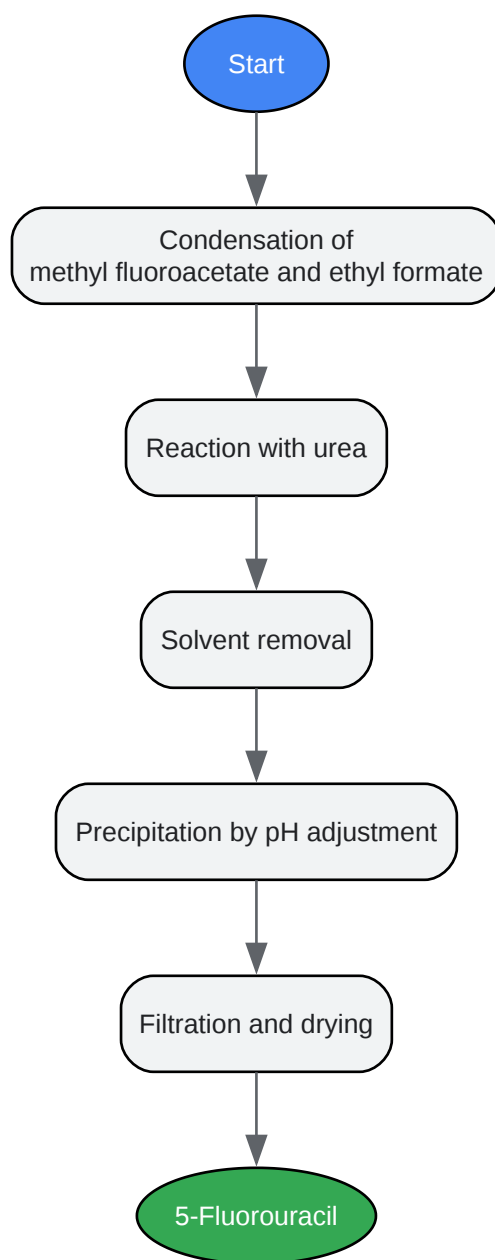 Start
Condensation of
methyl fluoroacetate and ethyl formate
Reaction with urea
Solvent removal
Precipitation by pH adjustment
Filtration and drying
5-Fluorouracil